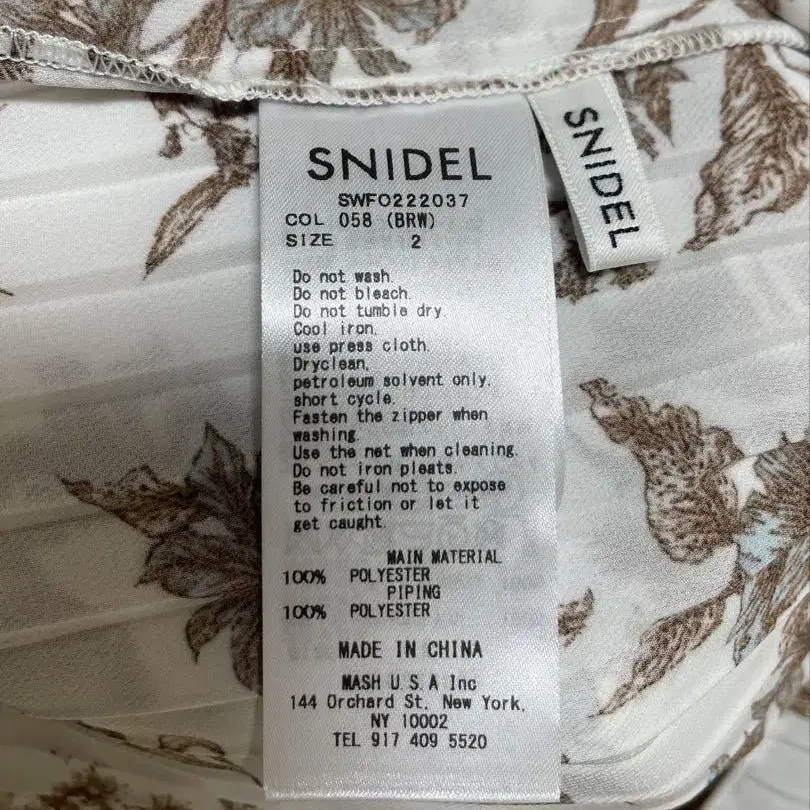 SNIDEL
SNIDEL
SWFO222037
COL 058 (BRW)
SIZE 2
Do not wash.
Do not bleach.
Do not tumble dry.
Cool iron.
use press cloth.
Dryclean.
petroleum solvent only.
short cycle.
Fasten the zipper when
washing.
Use the net when cleaning.
Do not iron pleats.
Be careful not to expose
to friction or let it
get caught.
MAIN MATERIAL
100% POLYESTER
PIPING
100% POLYESTER
MADE IN CHINA
MASH U S A Inc
144 Orchard St. New York,
NY 10002
TEL 917 409 5520